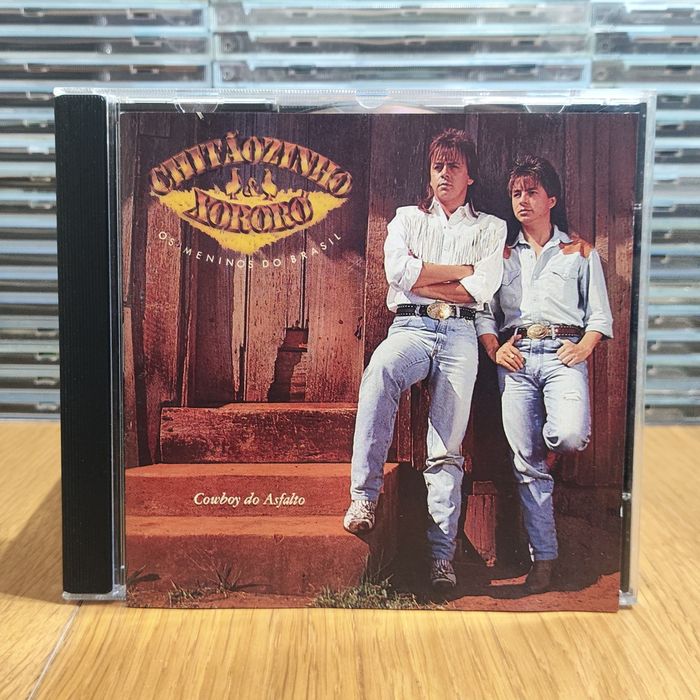 CHITÃOZINHO
&
XORORÓ
OS MENINOS DO BRASIL
Cowboy do Asfalto